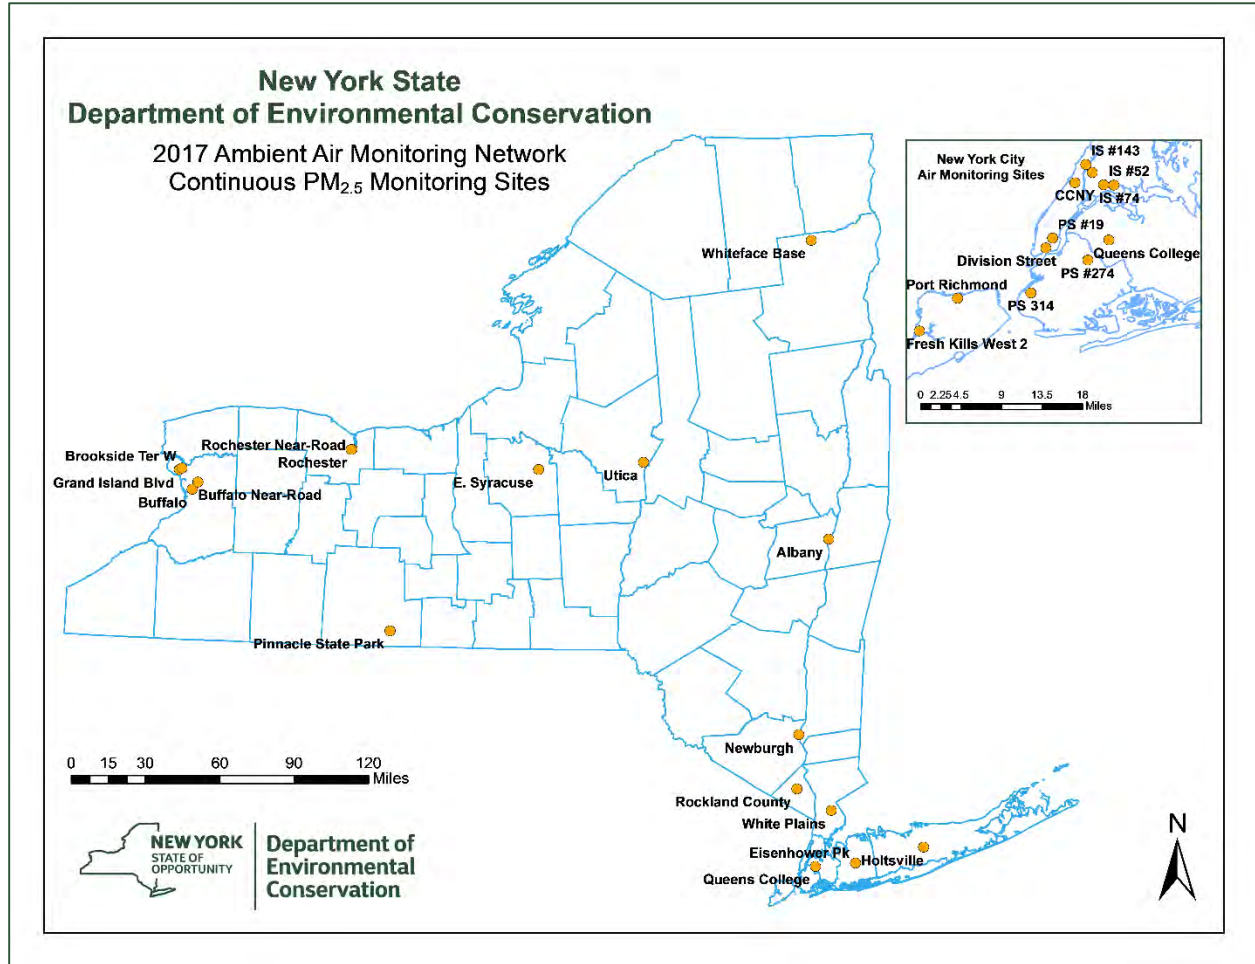 New York State
Department of Environmental Conservation
2017 Ambient Air Monitoring Network
Continuous PM2.5 Monitoring Sites
New York City
Air Monitoring Sites
IS #143
IS #52
CCNY
IS #74
PS #19
Division Street
Queens College
PS #274
Port Richmond
PS 314
Fresh Kills West 2
0 2.25 4.5 9 13.5 18
Miles
Whiteface Base
Rochester Near-Road
Rochester
Brookside Ter W
Grand Island Blvd
Buffalo Near-Road
Buffalo
E. Syracuse
Utica
Albany
Pinnacle State Park
Newburgh
Rockland County
White Plains
Eisenhower Pk
Holtsville
Queens College
0 15 30 60 90 120
Miles
NEW YORK
STATE OF
OPPORTUNITY
Department of
Environmental
Conservation
N